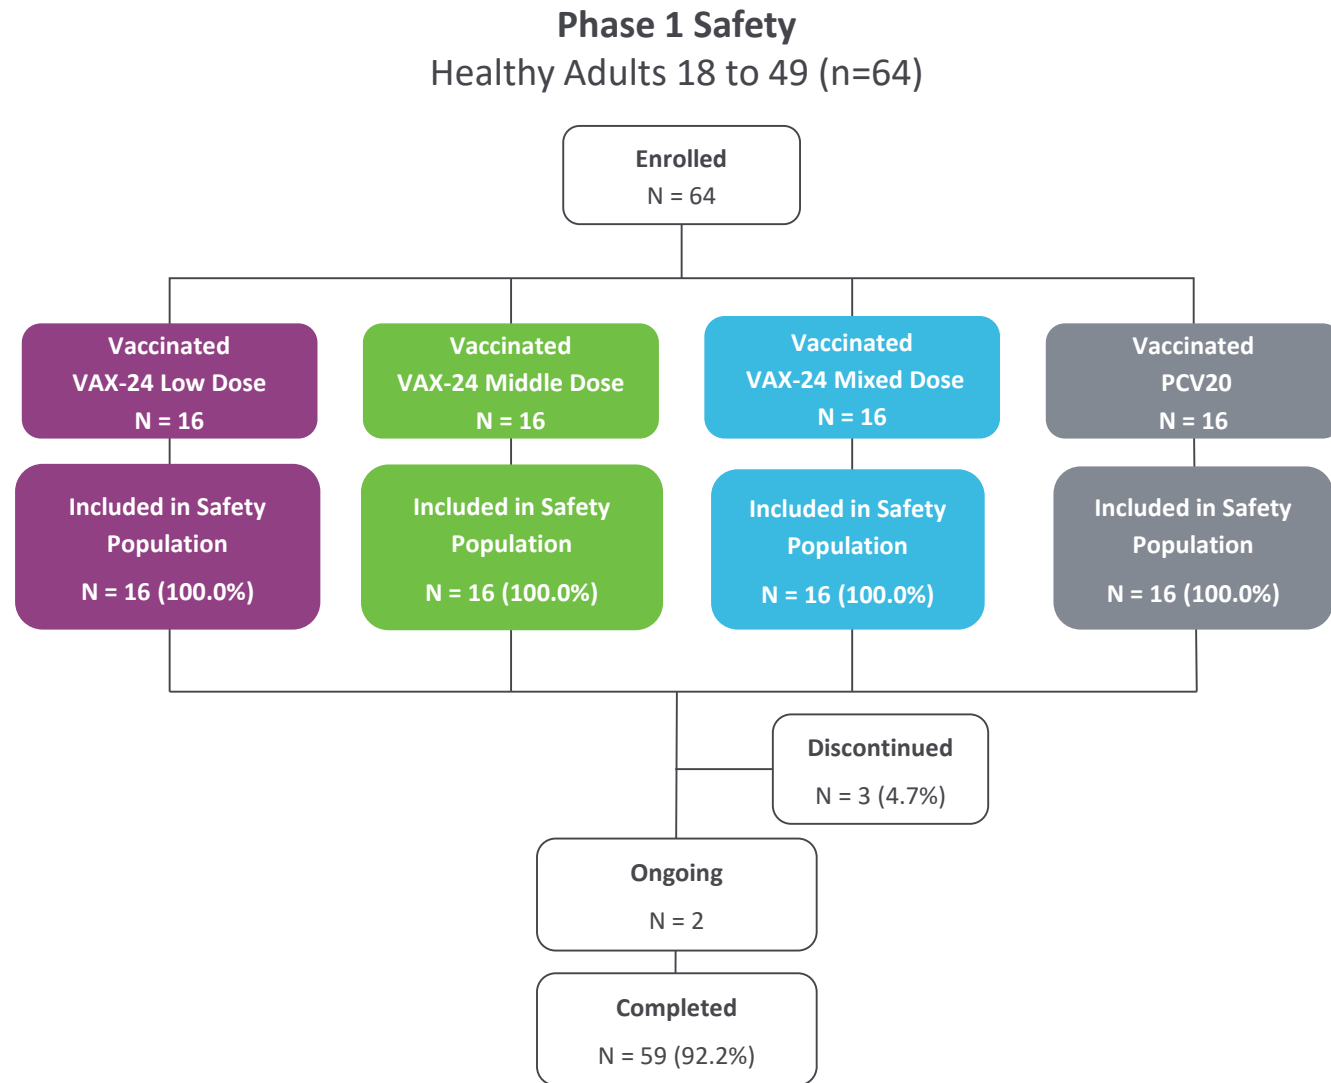 Phase 1 Safety
Healthy Adults 18 to 49 (n=64)
Enrolled
N = 64
Vaccinated
VAX-24 Low Dose
N = 16
Vaccinated
VAX-24 Middle Dose
N = 16
Vaccinated
VAX-24 Mixed Dose
N = 16
Vaccinated
PCV20
N = 16
Included in Safety
Population
N = 16 (100.0%)
Included in Safety
Population
N = 16 (100.0%)
Included in Safety
Population
N = 16 (100.0%)
Included in Safety
Population
N = 16 (100.0%)
Discontinued
N = 3 (4.7%)
Ongoing
N = 2
Completed
N = 59 (92.2%)